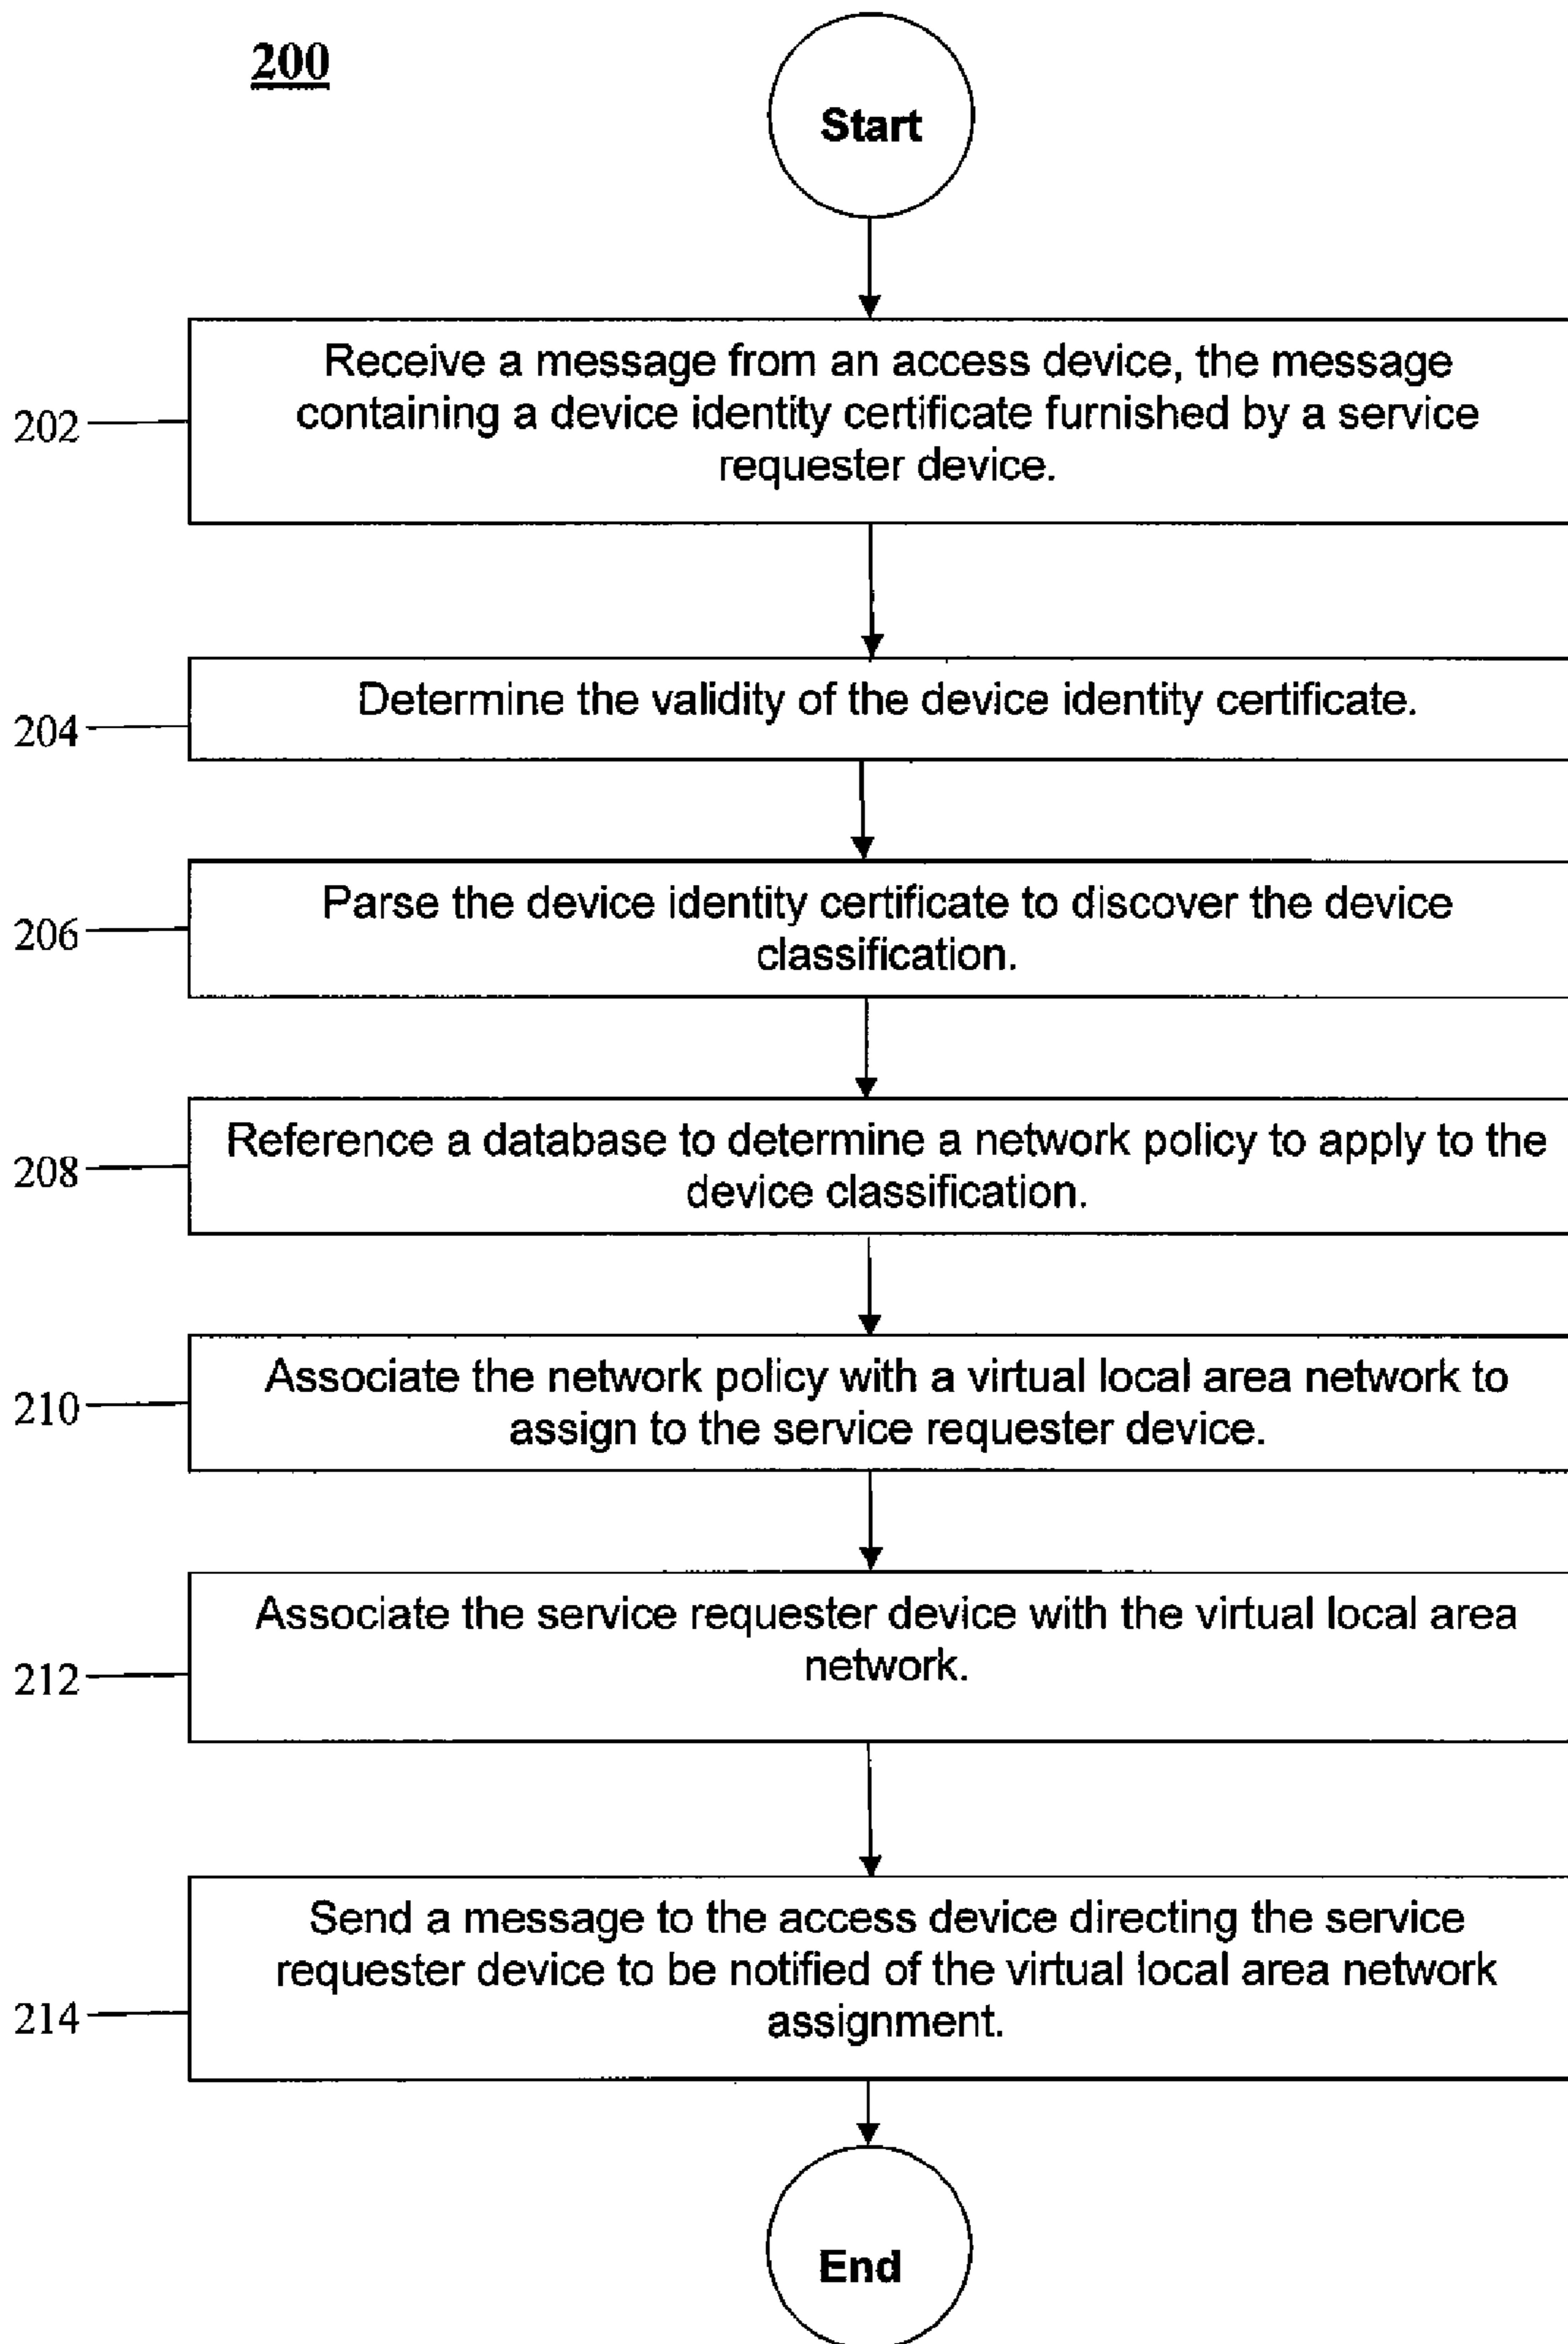 200
Start
Receive a message from an access device, the message
containing a device identity certificate furnished by a service
requester device.
202
Determine the validity of the device identity certificate.
204
Parse the device identity certificate to discover the device
classification.
206
Reference a database to determine a network policy to apply to the
device classification.
208
Associate the network policy with a virtual local area network to
assign to the service requester device.
210
Associate the service requester device with the virtual local area
network.
212
Send a message to the access device directing the service
requester device to be notified of the virtual local area network
assignment.
214
End